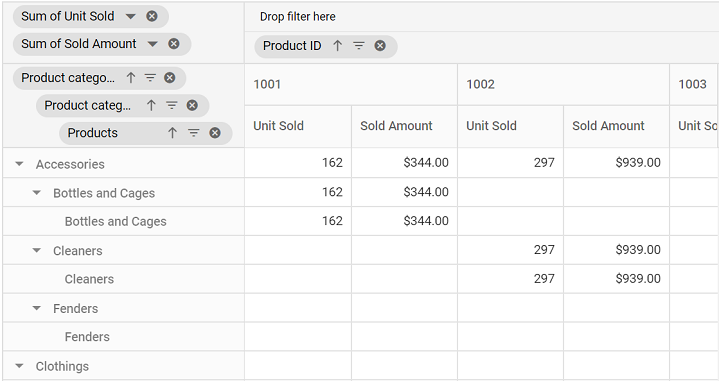 Sum of Unit Sold
Drop filter here
Sum of Sold Amount
Product ID
Product catego...
1001 1002 1003
Product categ...
Products
Unit Sold Sold Amount Unit Sold Sold Amount Unit Sc
Accessories 162 $344.00 297 $939.00
Bottles and Cages 162 $344.00
Bottles and Cages 162 $344.00
Cleaners 297 $939.00
Cleaners 297 $939.00
Fenders
Fenders
Clothings